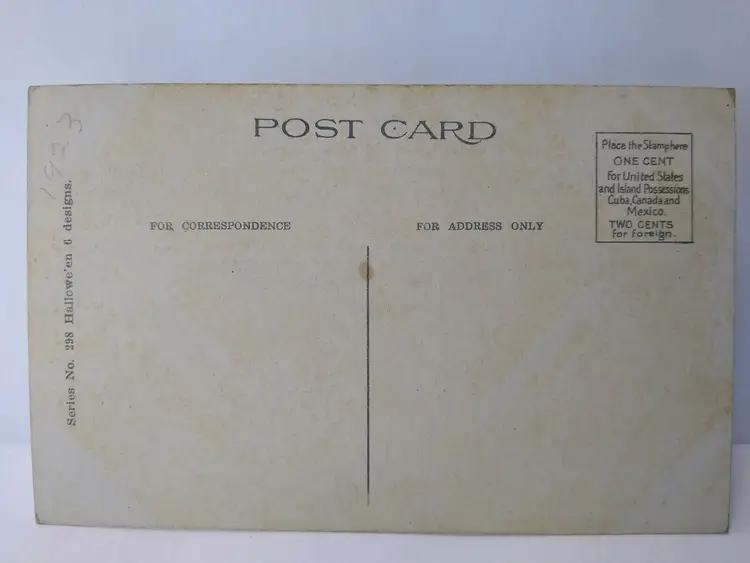 POST CARD
Place the Stamp here
ONE CENT
For United States
and Island Possessions
Cuba, Canada and
Mexico.
TWO CENTS
for foreign.
FOR CORRESPONDENCE
FOR ADDRESS ONLY
1923
Series No. 298 Hallowe'en 6 designs.